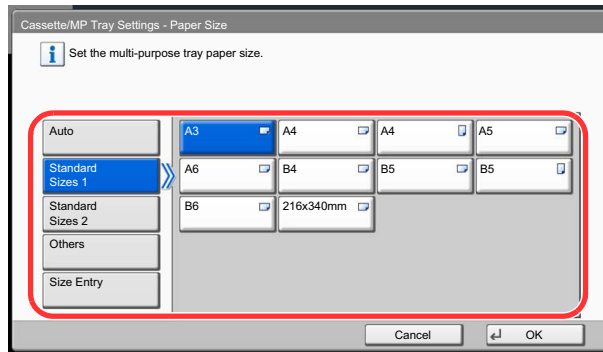 Cassette/MP Tray Settings - Paper Size
Set the multi-purpose tray paper size.
Auto
Standard
Sizes 1
Standard
Sizes 2
Others
Size Entry
A3 A4 A4 A5
A6 B4 B5 B5
B6 216x340mm
Cancel OK